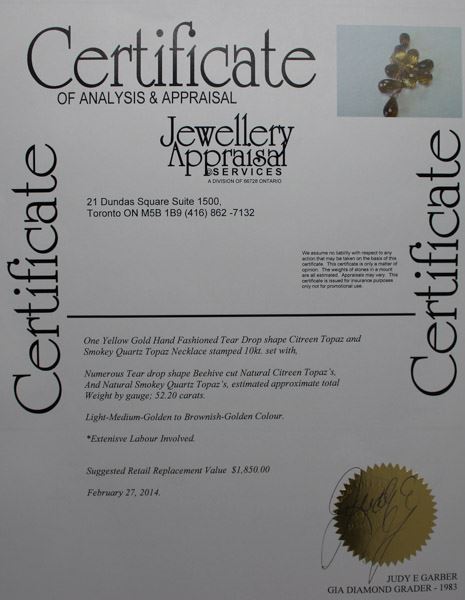 Certificate
OF ANALYSIS & APPRAISAL
Jewellery
Appraisal
SERVICES
A DIVISION OF 66728 ONTARIO
21 Dundas Square Suite 1500,
Toronto ON M5B 1B9 (416) 862 -7132
Certificate
Certificate
We assume no liability with respect to any
action that may be taken on the basis of this
certificate. This certificate is only a matter of
opinion. The weights of stones in a mount
are all estimated. Appraisals may vary. This
certificate is issued for insurance purposes
only not for promotional use.
One Yellow Gold Hand Fashioned Tear Drop shape Citreen Topaz and
Smokey Quartz Topaz Necklace stamped 10kt. set with,
Numerous Tear drop shape Beehive cut Natural Citreen Topaz's,
And Natural Smokey Quartz Topaz's, estimated approximate total
Weight by gauge; 52.20 carats.
Light-Medium-Golden to Brownish-Golden Colour.
*Extenisve Labour Involved.
Suggested Retail Replacement Value $1,850.00
February 27, 2014.
JUDY E GARBER
GIA DIAMOND GRADER - 1983